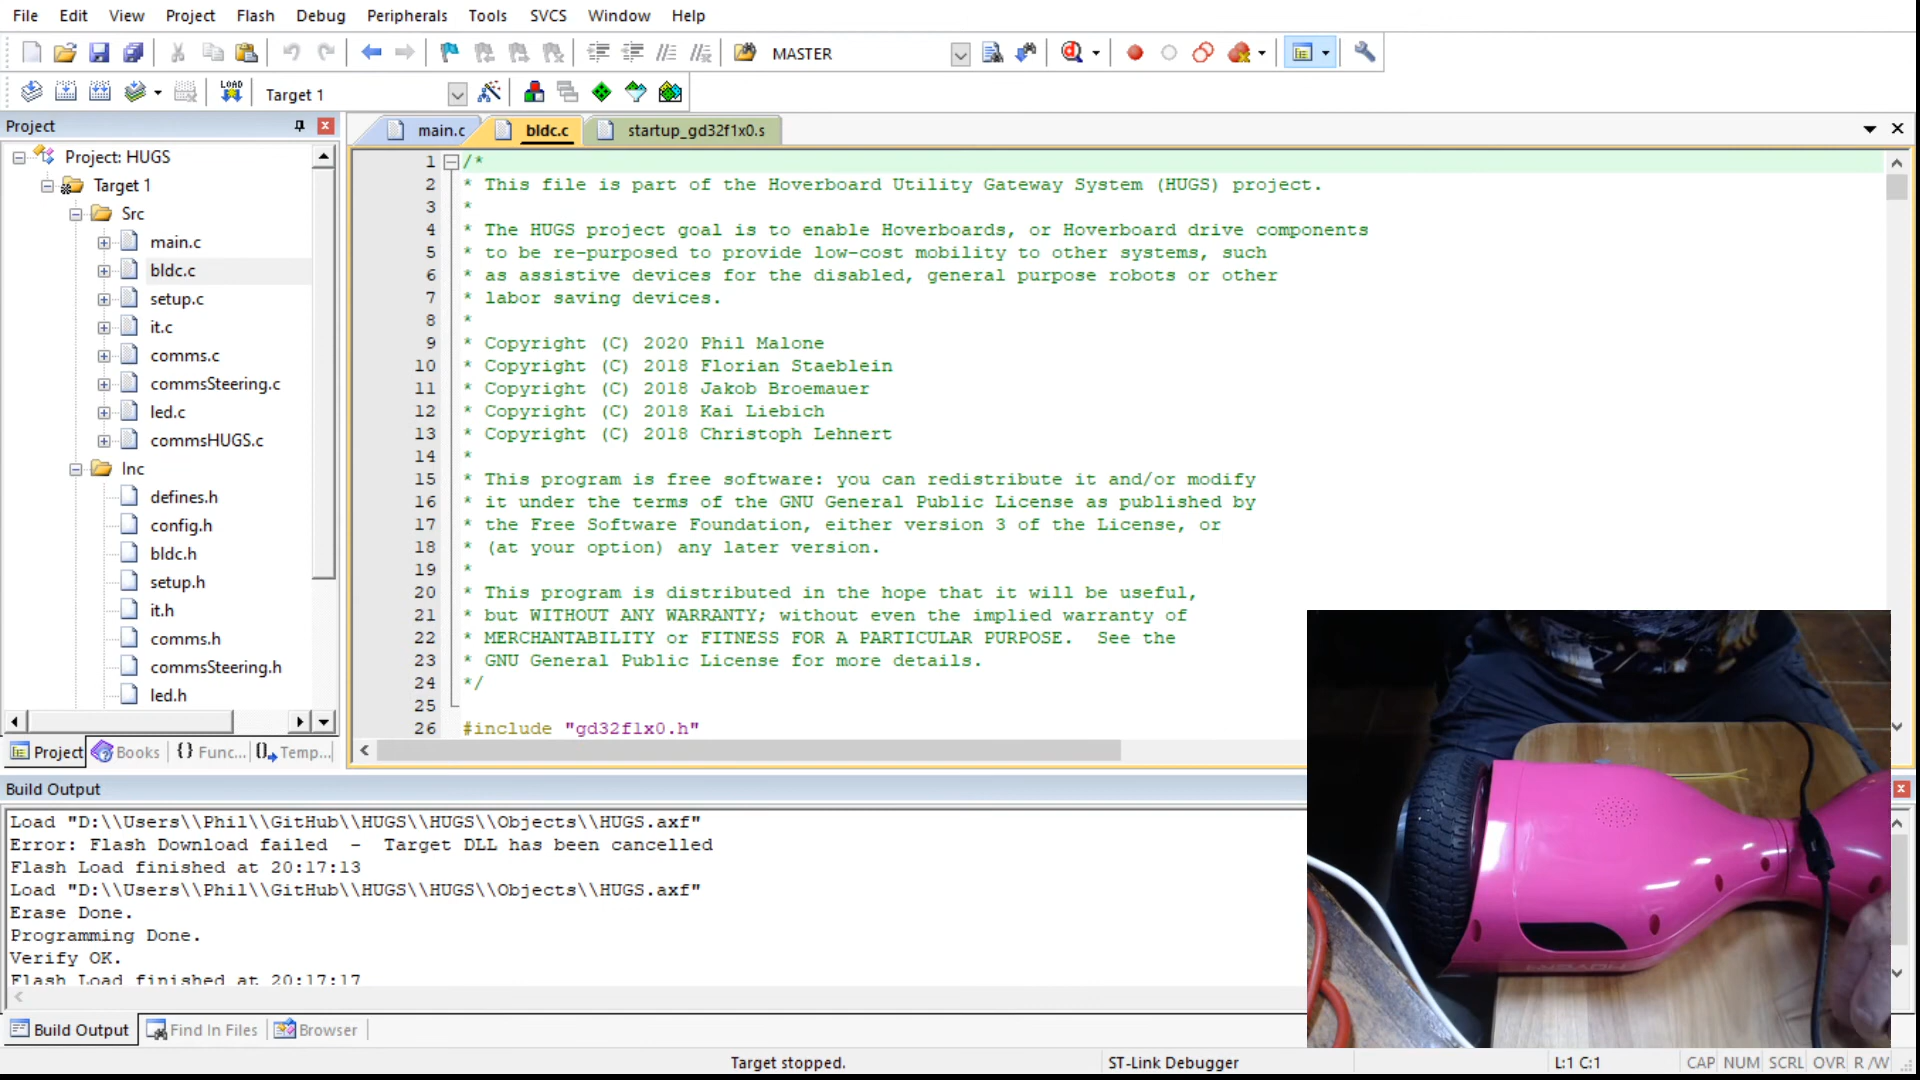 File Edit View Project Flash Debug Peripherals Tools SVCS Window Help
MASTER
LOAD
Target 1
Project
Project: HUGS
Target 1
Src
main.c
bldc.c
setup.c
it.c
comms.c
commsSteering.c
led.c
commsHUGS.c
Inc
defines.h
config.h
bldc.h
setup.h
it.h
comms.h
commsSteering.h
led.h
Project Books {} Func... Temp...
main.c bldc.c startup_gd32f1x0.s
1 /*
2 * This file is part of the Hoverboard Utility Gateway System (HUGS) project.
3 *
4 * The HUGS project goal is to enable Hoverboards, or Hoverboard drive components
5 * to be re-purposed to provide low-cost mobility to other systems, such
6 * as assistive devices for the disabled, general purpose robots or other
7 * labor saving devices.
8 *
9 * Copyright (C) 2020 Phil Malone
10 * Copyright (C) 2018 Florian Staeblein
11 * Copyright (C) 2018 Jakob Broemauer
12 * Copyright (C) 2018 Kai Liebich
13 * Copyright (C) 2018 Christoph Lehnert
14 *
15 * This program is free software: you can redistribute it and/or modify
16 * it under the terms of the GNU General Public License as published by
17 * the Free Software Foundation, either version 3 of the License, or
18 * (at your option) any later version.
19 *
20 * This program is distributed in the hope that it will be useful,
21 * but WITHOUT ANY WARRANTY; without even the implied warranty of
22 * MERCHANTABILITY or FITNESS FOR A PARTICULAR PURPOSE.  See the
23 * GNU General Public License for more details.
24 */
25
26 #include "gd32f1x0.h"
Build Output
Load "D:\\Users\\Phil\\GitHub\\HUGS\\HUGS\\Objects\\HUGS.axf"
Error: Flash Download failed  -  Target DLL has been cancelled
Flash Load finished at 20:17:13
Load "D:\\Users\\Phil\\GitHub\\HUGS\\HUGS\\Objects\\HUGS.axf"
Erase Done.
Programming Done.
Verify OK.
Flash Load finished at 20:17:17
Build Output Find In Files Browser
Target stopped. ST-Link Debugger L:1 C:1 CAP NUM SCRL OVR R/W